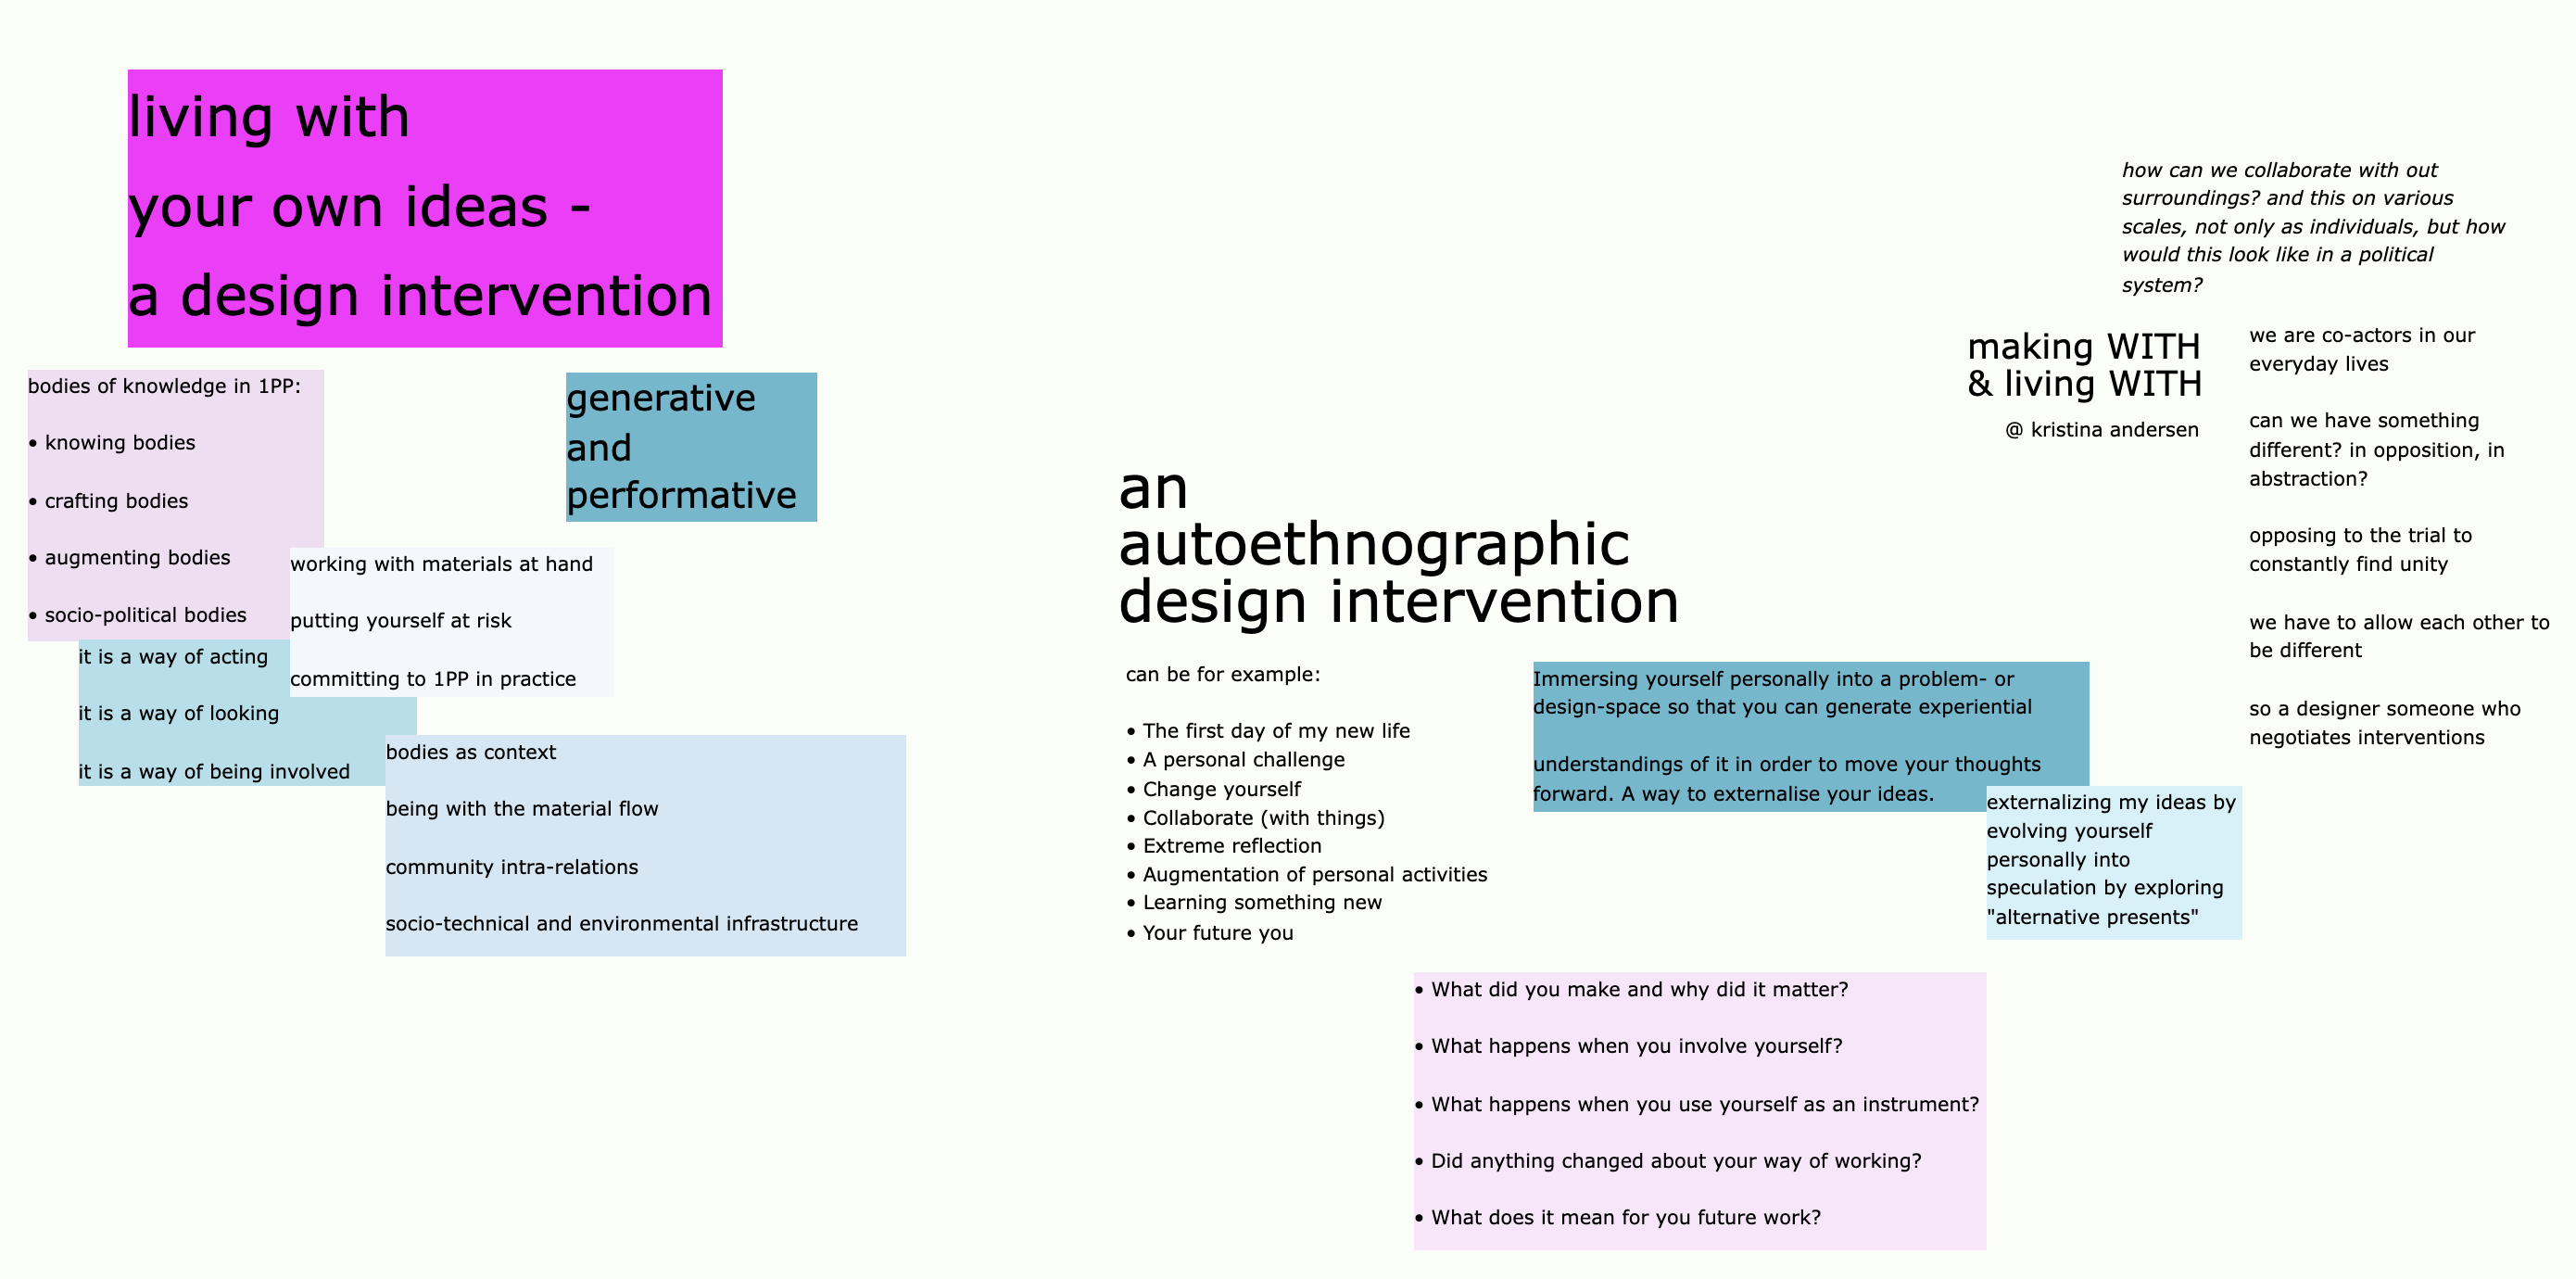 living with
your own ideas -
a design intervention
bodies of knowledge in 1PP:
• knowing bodies
• crafting bodies
• augmenting bodies
• socio-political bodies
generative
and
performative
working with materials at hand
putting yourself at risk
committing to 1PP in practice
it is a way of acting
it is a way of looking
it is a way of being involved
bodies as context
being with the material flow
community intra-relations
socio-technical and environmental infrastructure
an
autoethnographic
design intervention
can be for example:
• The first day of my new life
• A personal challenge
• Change yourself
• Collaborate (with things)
• Extreme reflection
• Augmentation of personal activities
• Learning something new
• Your future you
Immersing yourself personally into a problem- or
design-space so that you can generate experiential
understandings of it in order to move your thoughts
forward. A way to externalise your ideas.
externalizing my ideas by
evolving yourself
personally into
speculation by exploring
"alternative presents"
• What did you make and why did it matter?
• What happens when you involve yourself?
• What happens when you use yourself as an instrument?
• Did anything changed about your way of working?
• What does it mean for you future work?
how can we collaborate with out
surroundings? and this on various
scales, not only as individuals, but how
would this look like in a political
system?
making WITH
& living WITH
@ kristina andersen
we are co-actors in our
everyday lives
can we have something
different? in opposition, in
abstraction?
opposing to the trial to
constantly find unity
we have to allow each other to
be different
so a designer someone who
negotiates interventions